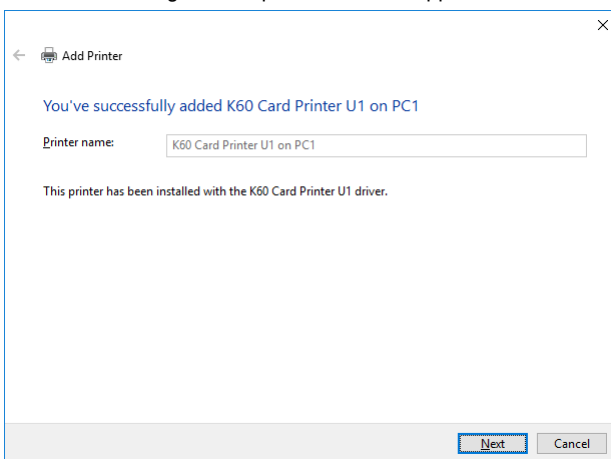 Add Printer
You've successfully added K60 Card Printer U1 on PC1
Printer name: K60 Card Printer U1 on PC1
This printer has been installed with the K60 Card Printer U1 driver.
Next Cancel